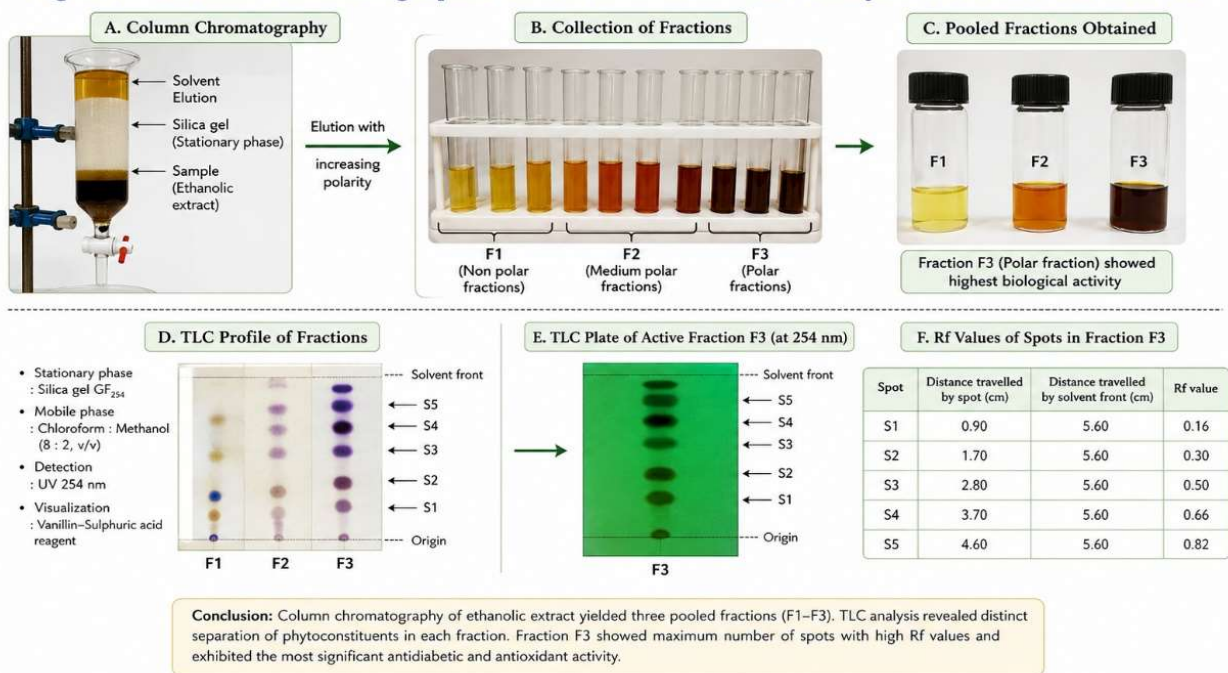 A. Column Chromatography
Solvent
Elution
Silica gel
(Stationary phase)
Sample
(Ethanolic
extract)
Elution with
increasing
polarity
B. Collection of Fractions
F1
(Non polar
fractions)
F2
(Medium polar
fractions)
F3
(Polar
fractions)
C. Pooled Fractions Obtained
F1
F2
F3
Fraction F3 (Polar fraction) showed
highest biological activity
D. TLC Profile of Fractions
• Stationary phase
: Silica gel GF₂₅₄
• Mobile phase
: Chloroform : Methanol
(8 : 2, v/v)
• Detection
: UV 254 nm
• Visualization
: Vanillin–Sulphuric acid
reagent
Solvent front
S5
S4
S3
S2
S1
Origin
F1 F2 F3
E. TLC Plate of Active Fraction F3 (at 254 nm)
Solvent front
S5
S4
S3
S2
S1
Origin
F3
F. Rf Values of Spots in Fraction F3
Spot Distance travelled by spot (cm) Distance travelled by solvent front (cm) Rf value
S1 0.90 5.60 0.16
S2 1.70 5.60 0.30
S3 2.80 5.60 0.50
S4 3.70 5.60 0.66
S5 4.60 5.60 0.82
Conclusion: Column chromatography of ethanolic extract yielded three pooled fractions (F1–F3). TLC analysis revealed distinct
separation of phytoconstituents in each fraction. Fraction F3 showed maximum number of spots with high Rf values and
exhibited the most significant antidiabetic and antioxidant activity.